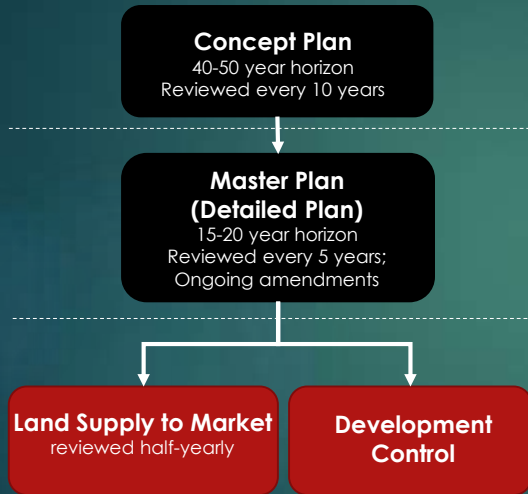 Concept Plan
40-50 year horizon
Reviewed every 10 years
Master Plan
(Detailed Plan)
15-20 year horizon
Reviewed every 5 years;
Ongoing amendments
Land Supply to Market
reviewed half-yearly
Development
Control